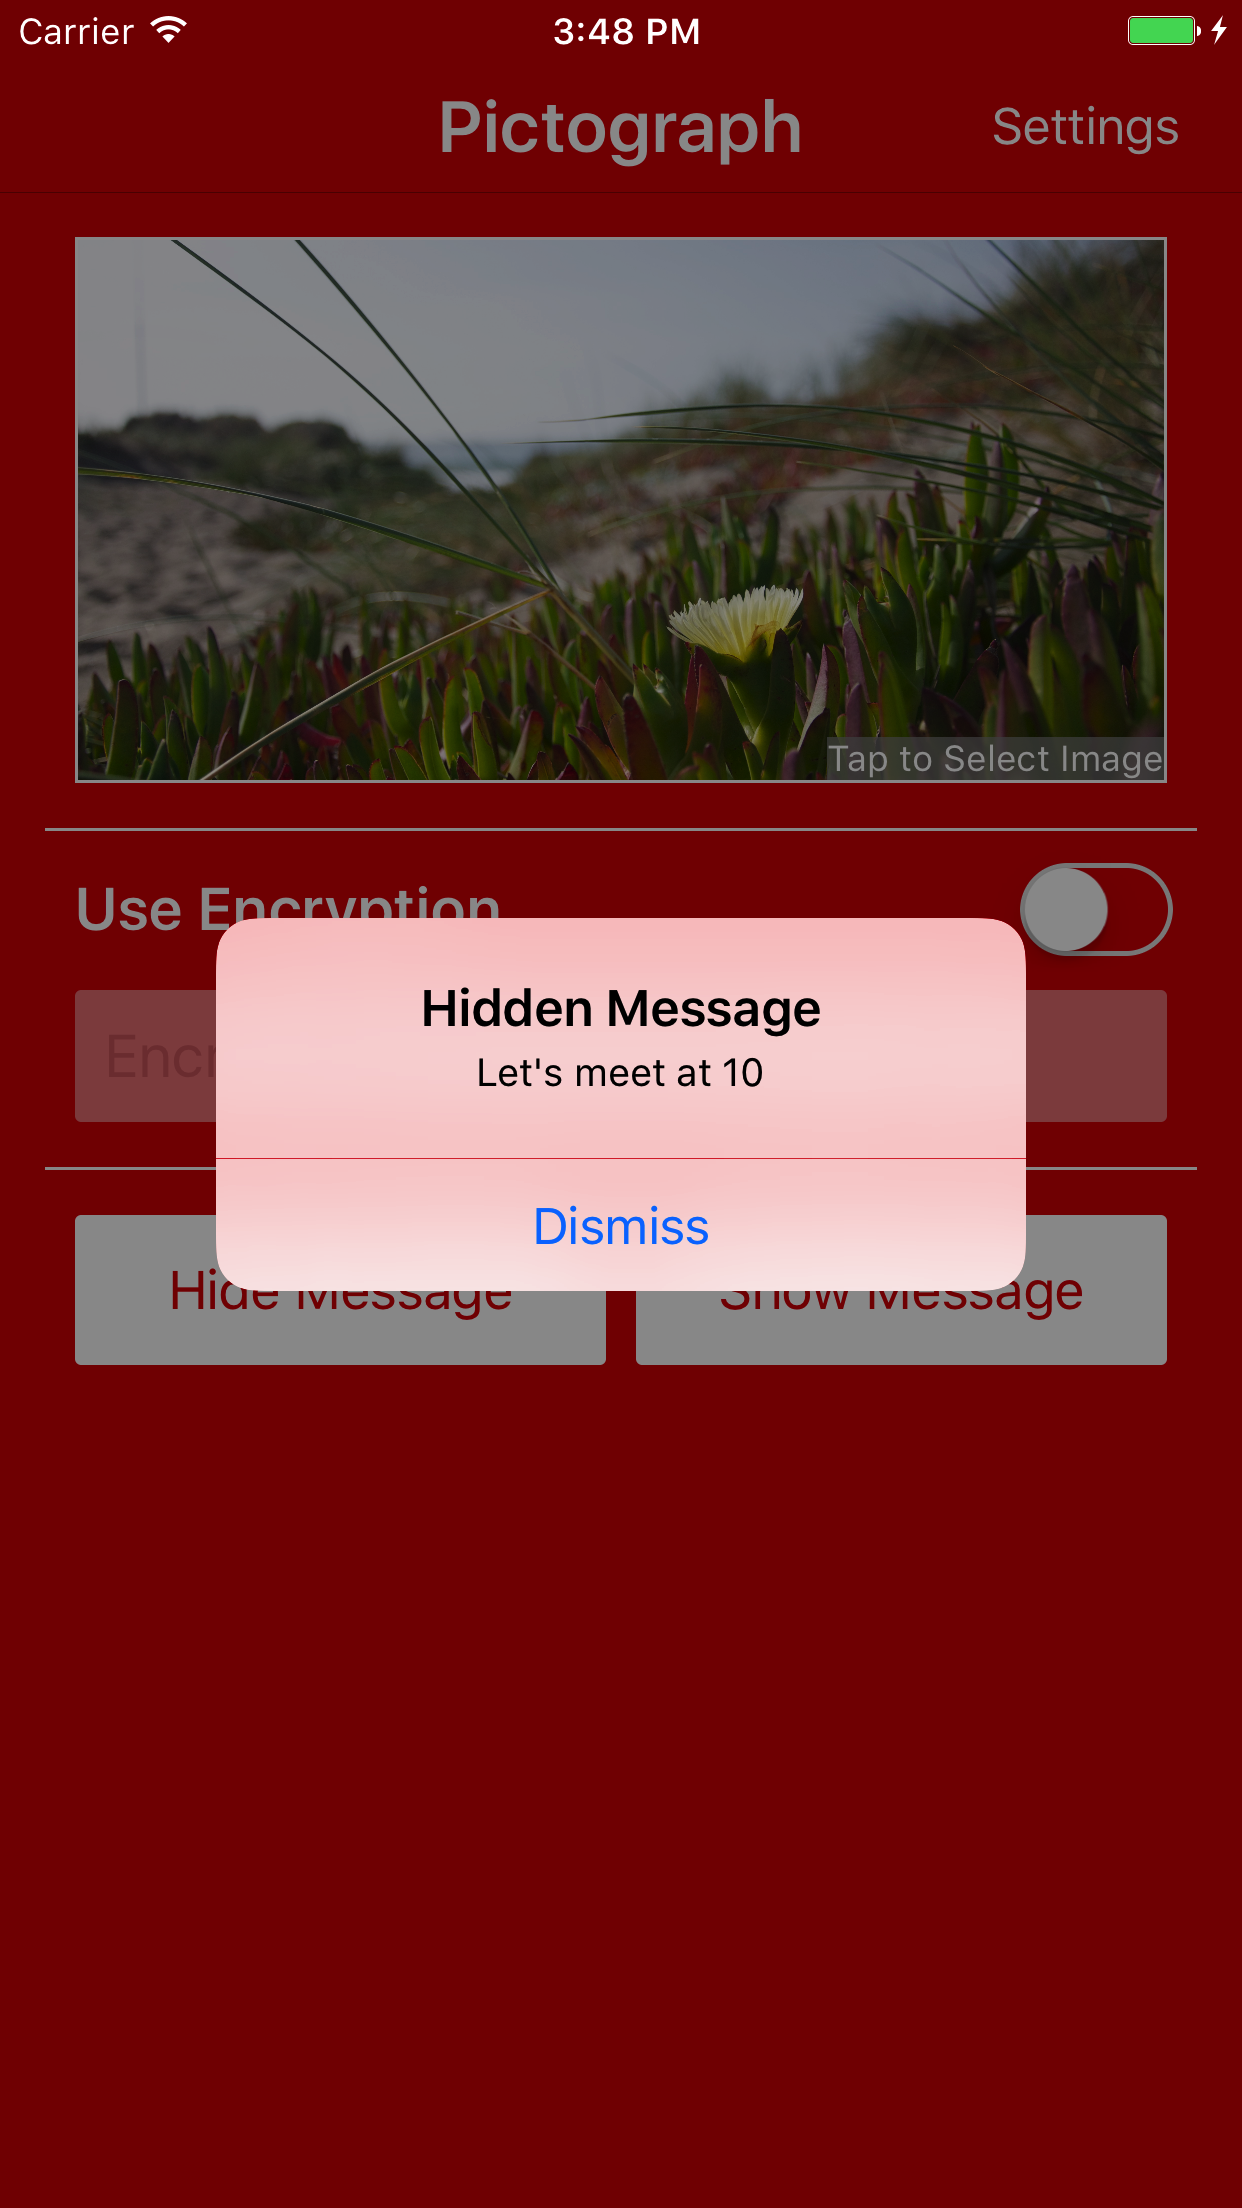 Carrier 3:48 PM
Pictograph Settings
Tap to Select Image
Use Encryption
Hidden Message
Let's meet at 10
Encr
Dismiss
Hide Message Show Message